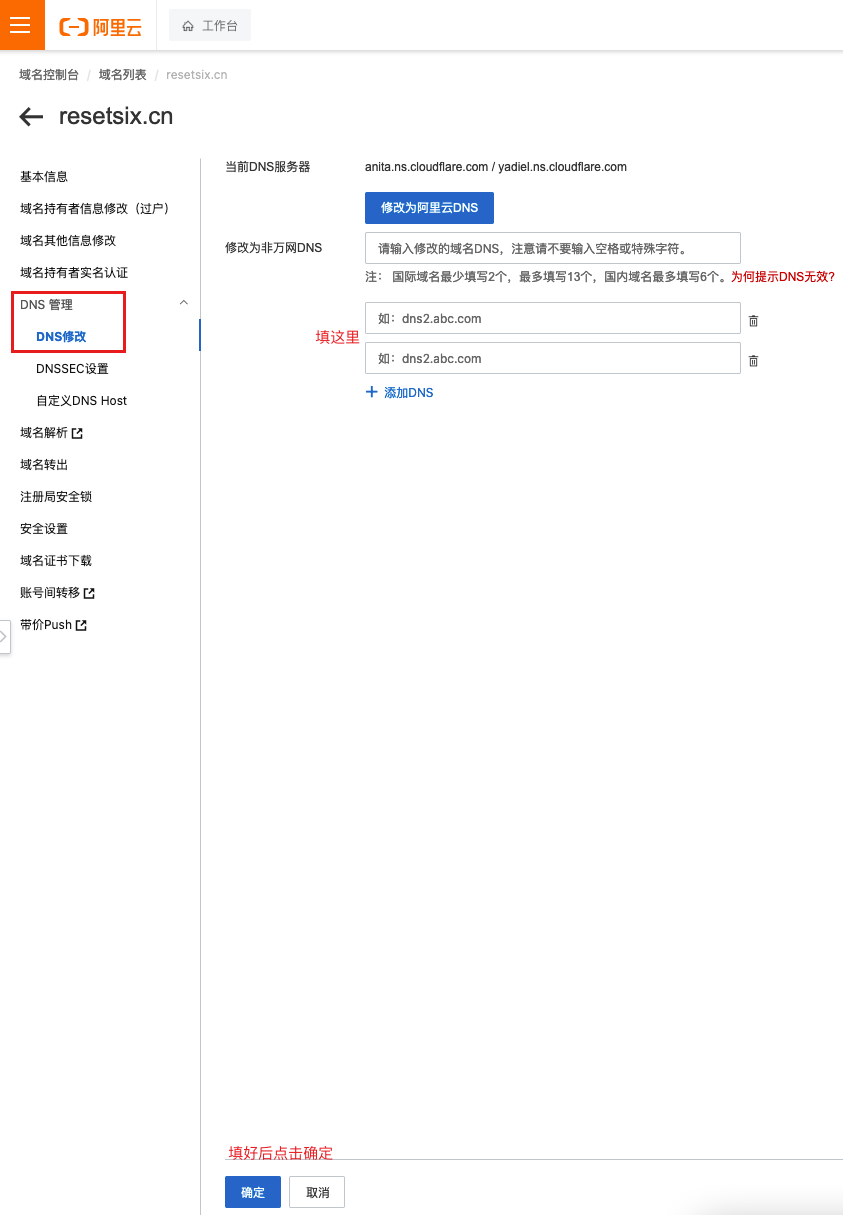 阿里云
工作台
域名控制台 / 域名列表 / resetsix.cn
resetsix.cn
基本信息
域名持有者信息修改（过户）
域名其他信息修改
域名持有者实名认证
DNS 管理
DNS修改
DNSSEC设置
自定义DNS Host
域名解析
域名转出
注册局安全锁
安全设置
域名证书下载
账号间转移
带价Push
当前DNS服务器
anita.ns.cloudflare.com / yadiel.ns.cloudflare.com
修改为阿里云DNS
修改为非万网DNS
请输入修改的域名DNS，注意请不要输入空格或特殊字符。
注： 国际域名最少填写2个，最多填写13个，国内域名最多填写6个。为何提示DNS无效?
填这里
如：dns2.abc.com
如：dns2.abc.com
添加DNS
填好后点击确定
确定
取消